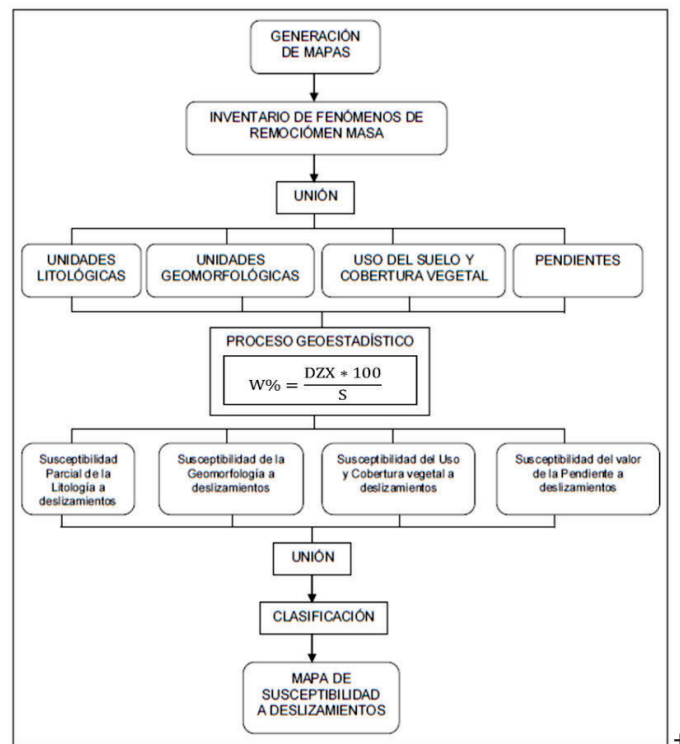 GENERACIÓN
DE MAPAS
INVENTARIO DE FENÓMENOS DE
REMOCIÓMEN MASA
UNIÓN
UNIDADES
LITOLÓGICAS
UNIDADES
GEOMORFOLÓGICAS
USO DEL SUELO Y
COBERTURA VEGETAL
PENDIENTES
PROCESO GEOESTADÍSTICO
W% = DZX * 100 / S
Susceptibilidad
Parcial de la
Litología a
deslizamientos
Susceptibilidad de la
Geomorfología a
deslizamientos
Susceptibilidad del Uso
y Cobertura vegetal a
deslizamientos
Susceptibilidad del valor
de la Pendiente a
deslizamientos
UNIÓN
CLASIFICACIÓN
MAPA DE
SUSCEPTIBILIDAD
A DESLIZAMIENTOS